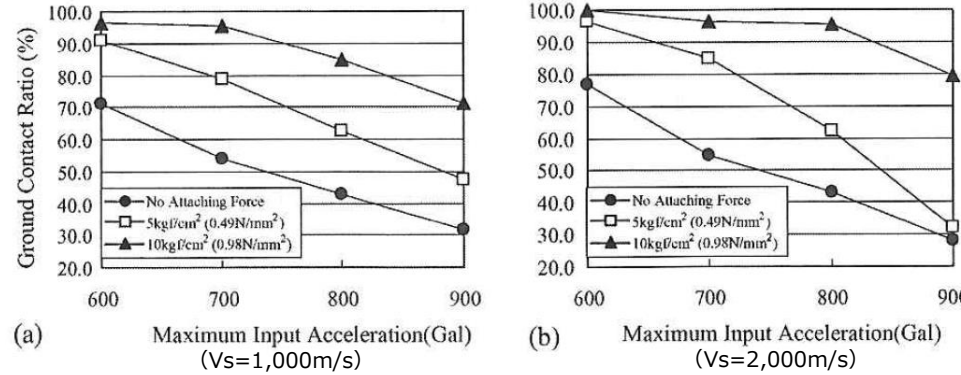 Ground Contact Ratio (%)
100.0
90.0
80.0
70.0
60.0
50.0
40.0
30.0
20.0
No Attaching Force
5kgf/cm² (0.49N/mm²)
10kgf/cm² (0.98N/mm²)
600 700 800 900
(a) Maximum Input Acceleration(Gal)
(Vs=1,000m/s)
100.0
90.0
80.0
70.0
60.0
50.0
40.0
30.0
20.0
No Attaching Force
5kgf/cm² (0.49N/mm²)
10kgf/cm² (0.98N/mm²)
600 700 800 900
(b) Maximum Input Acceleration(Gal)
(Vs=2,000m/s)